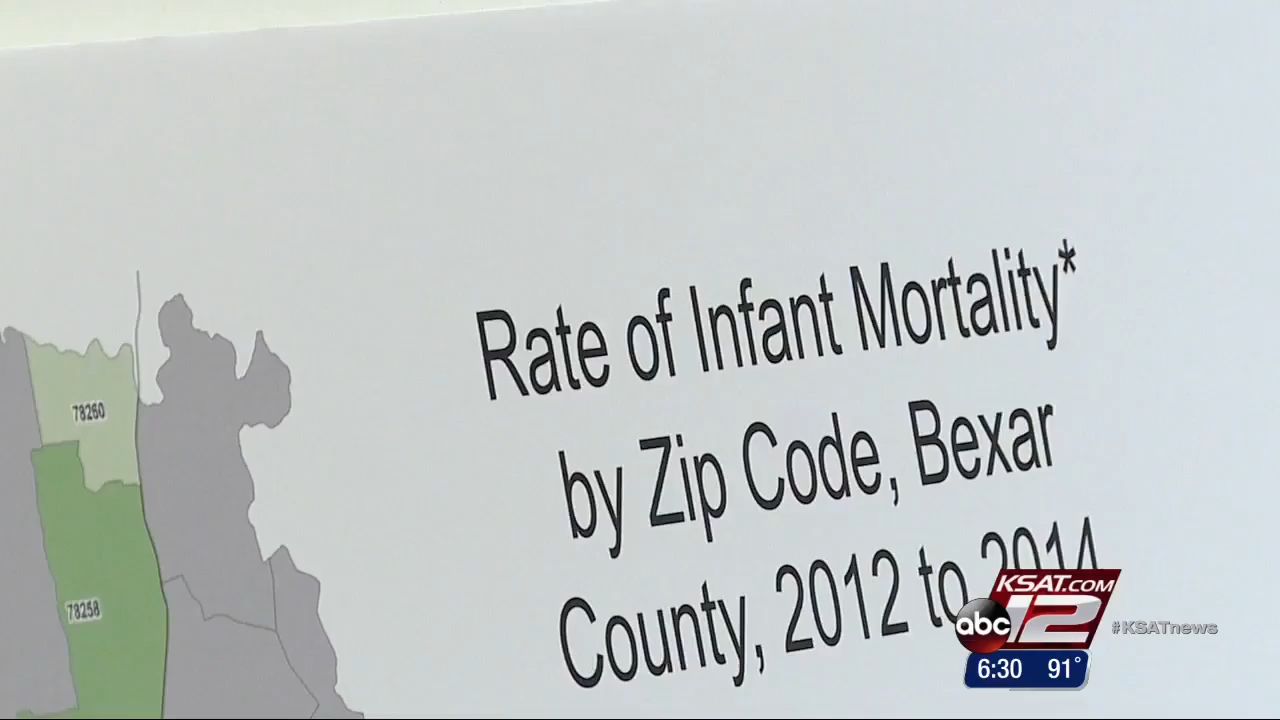 Rate of Infant Mortality*
by Zip Code, Bexar
County, 2012 to 2014
78260
78258
KSAT.COM
abc 12 #KSATnews
6:30 91°